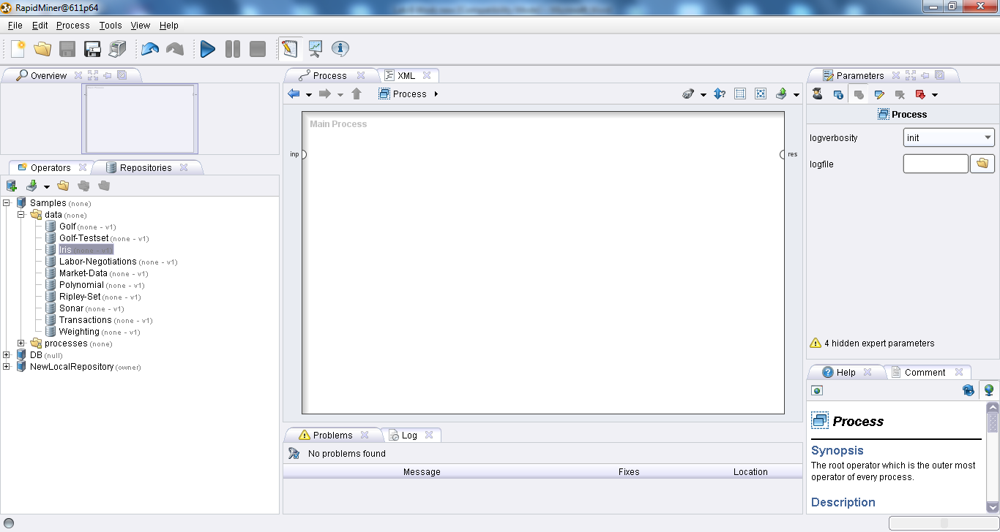 RapidMiner@611p64
File Edit Process Tools View Help
Overview
Process
XML
Parameters
Process
Process
Main Process
Main Process
inp
res
logverbosity
init
logfile
Operators
Repositories
Samples (none)
data (none)
Golf (none - v1)
Golf-Testset (none - v1)
Iris (none - v1)
Labor-Negotiations (none - v1)
Market-Data (none - v1)
Polynomial (none - v1)
Ripley-Set (none - v1)
Sonar (none - v1)
Transactions (none - v1)
Weighting (none - v1)
processes (none)
DB (null)
NewLocalRepository (owner)
4 hidden expert parameters
Help
Comment
Process
Synopsis
The root operator which is the outer most
operator of every process.
Description
Problems
Log
No problems found
Message Fixes Location